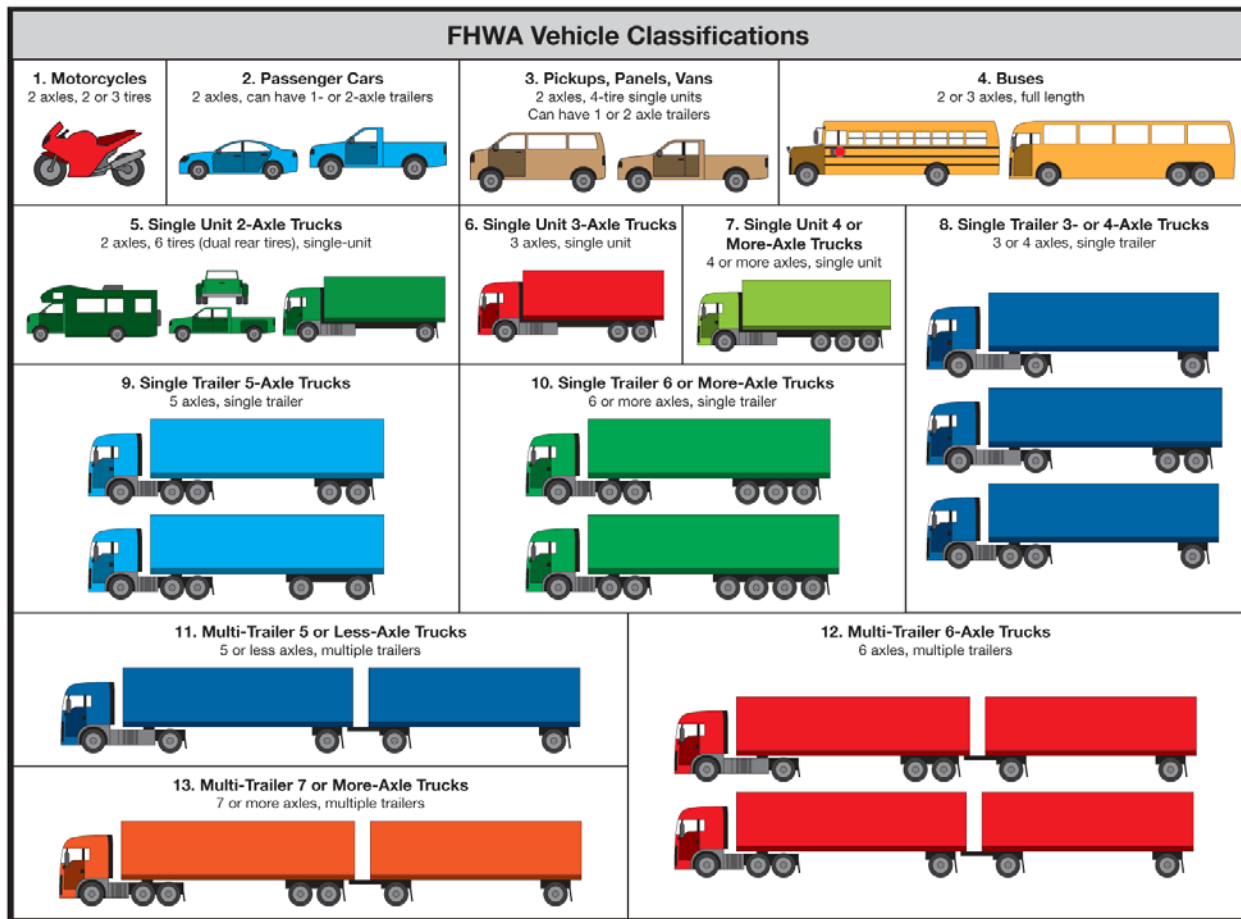 FHWA Vehicle Classifications
1. Motorcycles
2 axles, 2 or 3 tires
2. Passenger Cars
2 axles, can have 1- or 2-axle trailers
3. Pickups, Panels, Vans
2 axles, 4-tire single units
Can have 1 or 2 axle trailers
4. Buses
2 or 3 axles, full length
5. Single Unit 2-Axle Trucks
2 axles, 6 tires (dual rear tires), single-unit
6. Single Unit 3-Axle Trucks
3 axles, single unit
7. Single Unit 4 or
More-Axle Trucks
4 or more axles, single unit
8. Single Trailer 3- or 4-Axle Trucks
3 or 4 axles, single trailer
9. Single Trailer 5-Axle Trucks
5 axles, single trailer
10. Single Trailer 6 or More-Axle Trucks
6 or more axles, single trailer
11. Multi-Trailer 5 or Less-Axle Trucks
5 or less axles, multiple trailers
12. Multi-Trailer 6-Axle Trucks
6 axles, multiple trailers
13. Multi-Trailer 7 or More-Axle Trucks
7 or more axles, multiple trailers